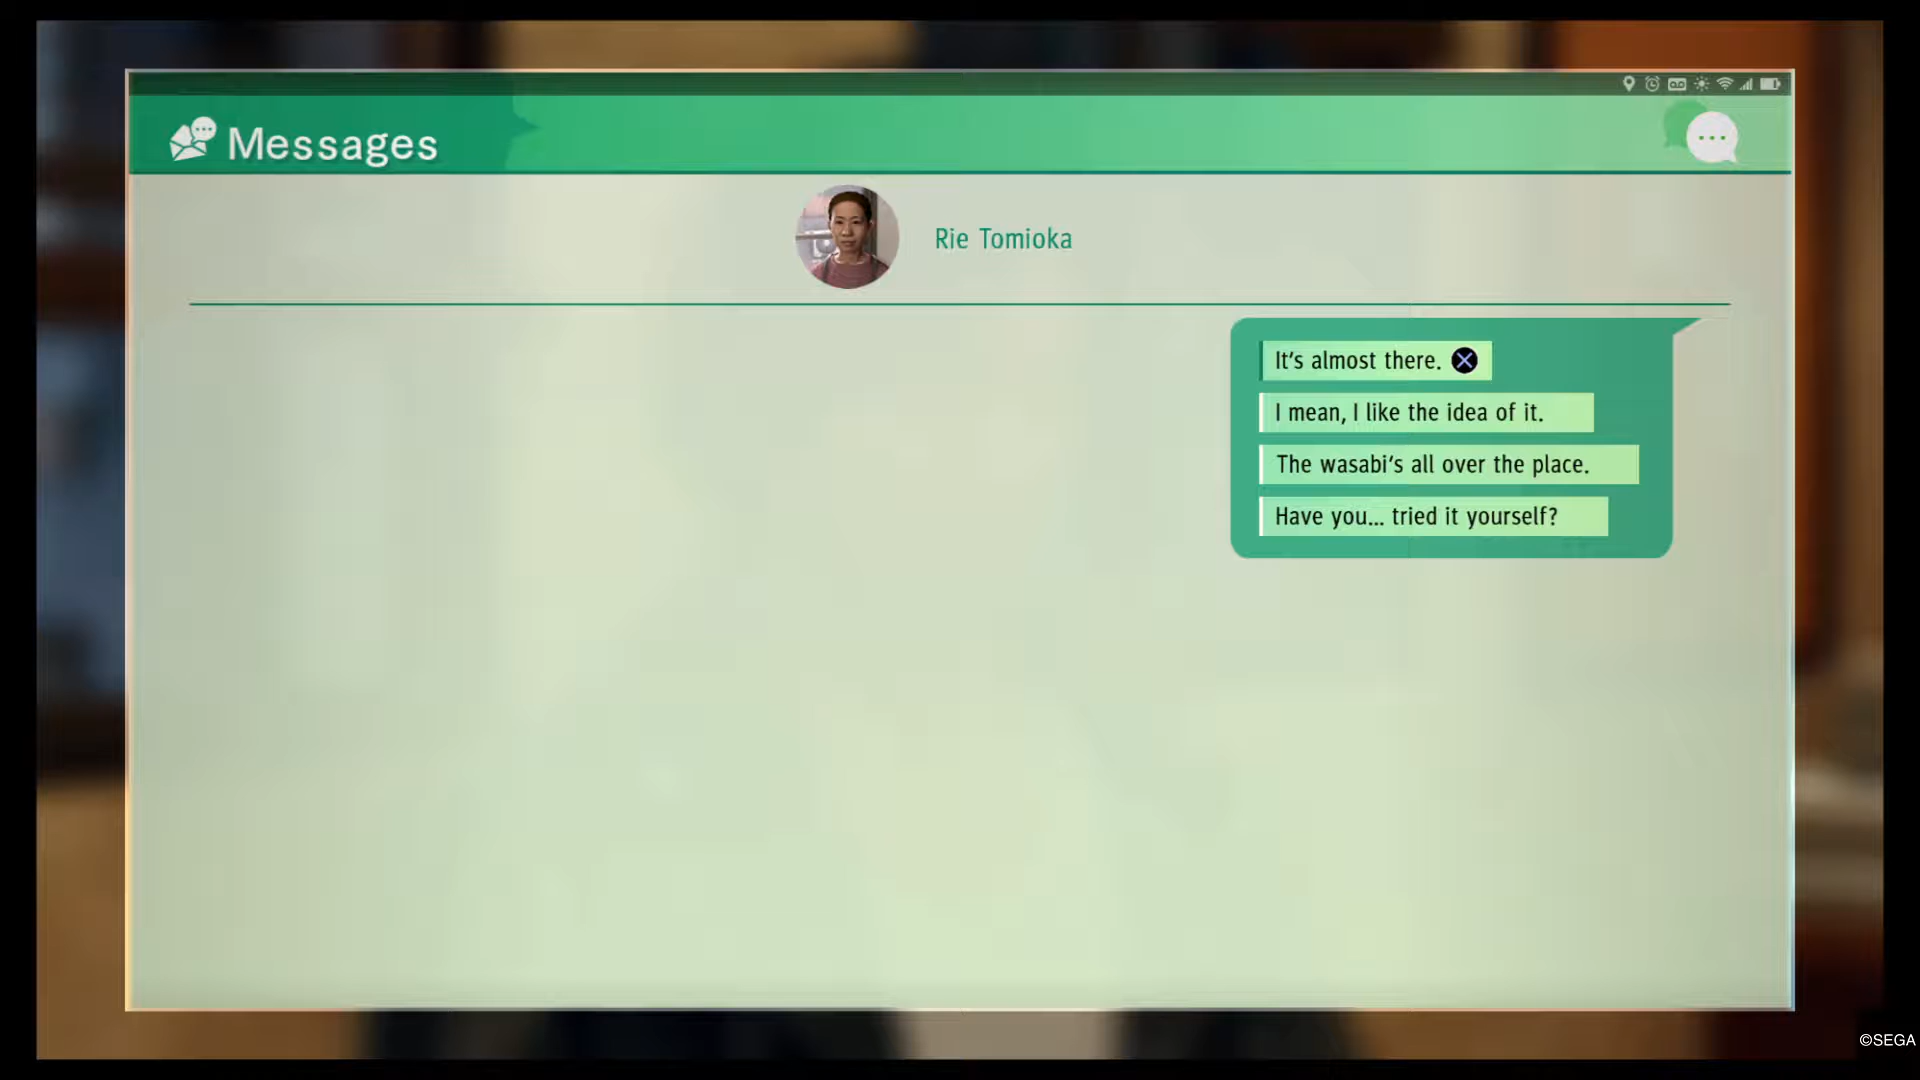 Messages
Rie Tomioka
It's almost there.
I mean, I like the idea of it.
The wasabi's all over the place.
Have you... tried it yourself?
©SEGA